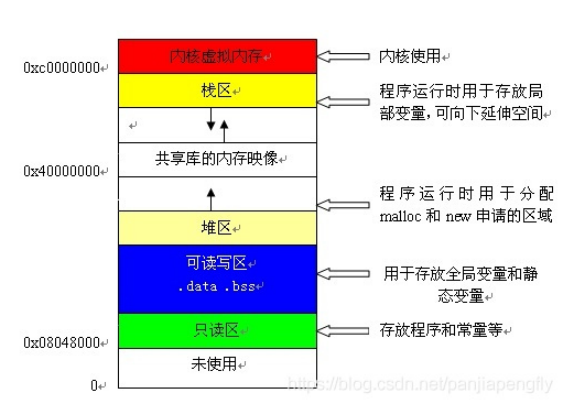 内核虚拟内存
内核使用
0xc0000000
栈区
程序运行时用于存放局
部变量，可向下延伸空间
共享库的内存映像
0x40000000
程序运行时用于分配
malloc 和 new 申请的区域
堆区
可读写区
.data .bss
用于存放全局变量和静
态变量
只读区
存放程序和常量等
0x08048000
未使用
0
https://blog.csdn.net/panjiapengfly